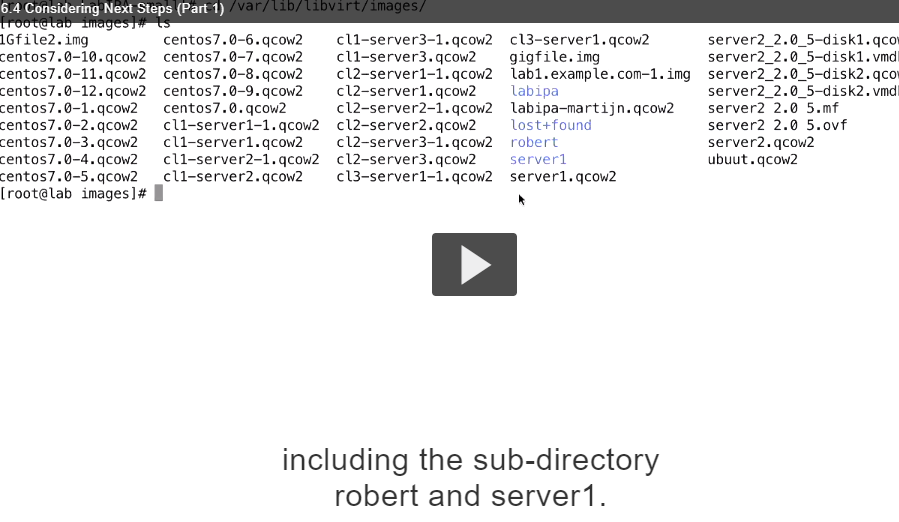 6.4 Considering Next Steps (Part 1)
/var/lib/libvirt/images/
[root@lab images]# ls
1Gfile2.img centos7.0-6.qcow2 cl1-server3-1.qcow2 cl3-server1.qcow2 server2_2.0_5-disk1.qcow
centos7.0-10.qcow2 centos7.0-7.qcow2 cl1-server3.qcow2 gigfile.img server2_2.0_5-disk1.vmd
centos7.0-11.qcow2 centos7.0-8.qcow2 cl2-server1-1.qcow2 lab1.example.com-1.img server2_2.0_5-disk2.qco
centos7.0-12.qcow2 centos7.0-9.qcow2 cl2-server1.qcow2 labipa server2_2.0_5-disk2.vmd
centos7.0-1.qcow2 centos7.0.qcow2 cl2-server2-1.qcow2 labipa-martijn.qcow2 server2 2.0 5.mf
centos7.0-2.qcow2 cl1-server1-1.qcow2 cl2-server2.qcow2 lost+found server2 2.0 5.ovf
centos7.0-3.qcow2 cl1-server1.qcow2 cl2-server3-1.qcow2 robert server2.qcow2
centos7.0-4.qcow2 cl1-server2-1.qcow2 cl2-server3.qcow2 server1 ubuut.qcow2
centos7.0-5.qcow2 cl1-server2.qcow2 cl3-server1-1.qcow2 server1.qcow2
[root@lab images]#
including the sub-directory
robert and server1.